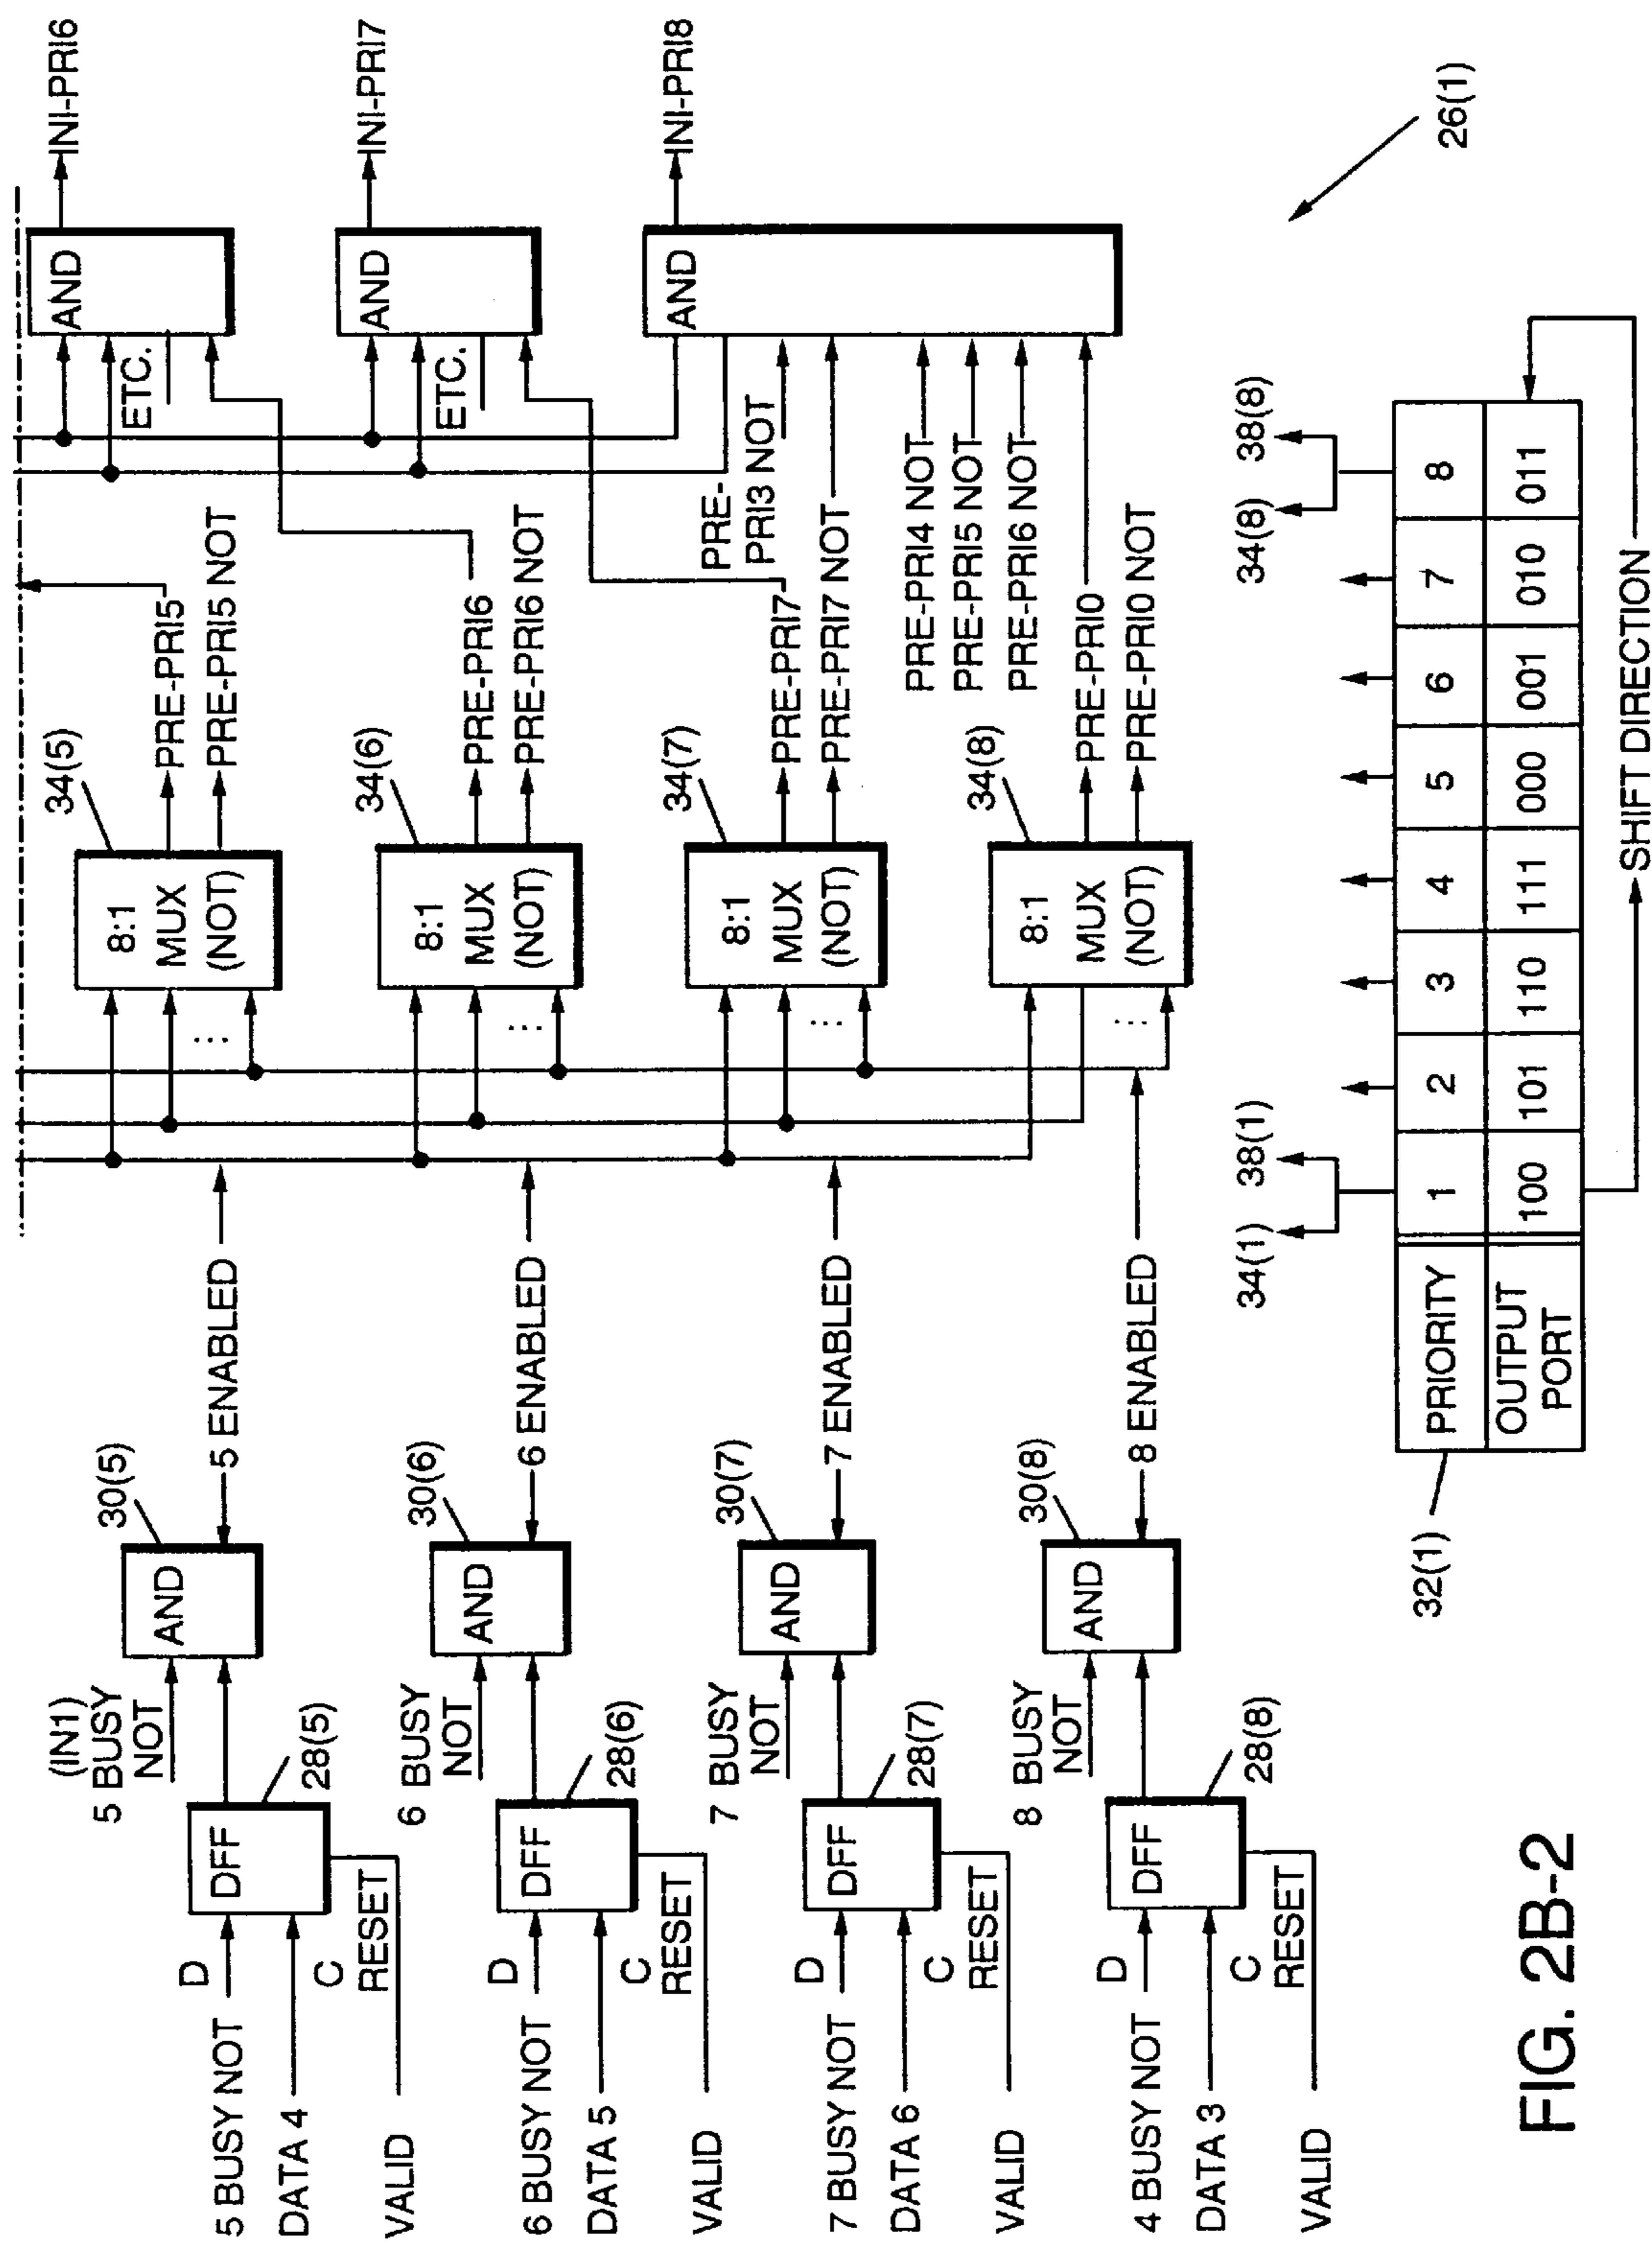 5 BUSY NOT
D
DATA 4
C
RESET
VALID
DFF
28(5)
(IN1)
5 BUSY
NOT
AND
30(5)
5 ENABLED
8:1
MUX
(NOT)
34(5)
...
PRE-PRI5
PRE-PRI5 NOT
AND
ETC.
INI-PRI6
6 BUSY NOT
D
DATA 5
C
RESET
VALID
DFF
28(6)
6 BUSY
NOT
AND
30(6)
6 ENABLED
8:1
MUX
(NOT)
34(6)
...
PRE-PRI6
PRE-PRI6 NOT
AND
ETC.
INI-PRI7
7 BUSY NOT
D
DATA 6
C
RESET
VALID
DFF
28(7)
7 BUSY
NOT
AND
30(7)
7 ENABLED
8:1
MUX
(NOT)
34(7)
...
PRE-PRI7
PRE-PRI7 NOT
PRE-
PRI3 NOT
PRE-PRI4 NOT
PRE-PRI5 NOT
PRE-PRI6 NOT
AND
INI-PRI8
4 BUSY NOT
D
DATA 3
C
RESET
VALID
DFF
28(8)
8 BUSY
NOT
AND
30(8)
8 ENABLED
8:1
MUX
(NOT)
34(8)
...
PRE-PRI0
PRE-PRI0 NOT
34(1) 38(1) 34(8) 38(8)
26(1)
32(1)
PRIORITY 1 2 3 4 5 6 7 8
OUTPUT
PORT
100 101 110 111 000 001 010 011
SHIFT DIRECTION
FIG. 2B-2